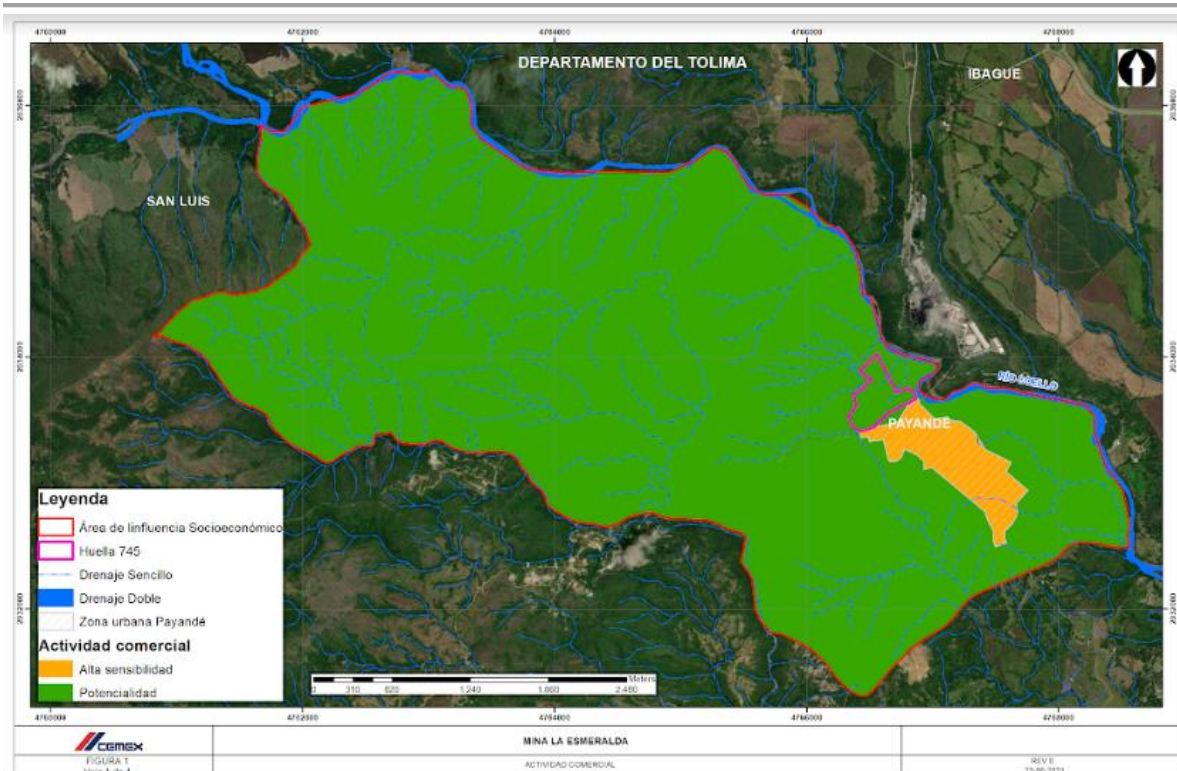 4760000 4762000 4764000 4766000 4768000
DEPARTAMENTO DEL TOLIMA
IBAGUE
SAN LUIS
RÍO COELLO
PAYANDÉ
Leyenda
Área de Iinfluencia Socioeconómico
Huella 745
Drenaje Sencillo
Drenaje Doble
Zona urbana Payandé
Actividad comercial
Alta sensibilidad
Potencialidad
Meters
0 310 620 1.240 1.860 2.480
4760000 4762000 4764000 4766000 4768000
CEMEX
MINA LA ESMERALDA
FIGURA 1
ACTIVIDAD COMERCIAL